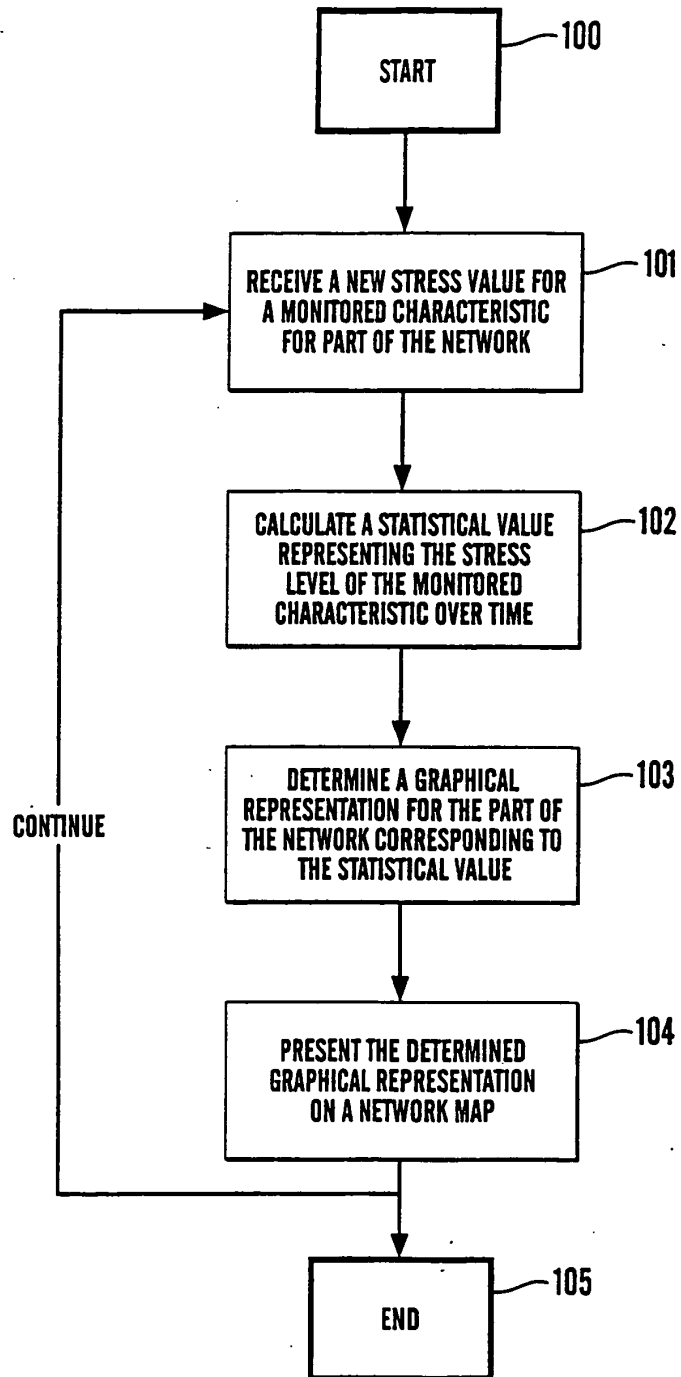 START
100
RECEIVE A NEW STRESS VALUE FOR
A MONITORED CHARACTERISTIC
FOR PART OF THE NETWORK
101
CALCULATE A STATISTICAL VALUE
REPRESENTING THE STRESS
LEVEL OF THE MONITORED
CHARACTERISTIC OVER TIME
102
DETERMINE A GRAPHICAL
REPRESENTATION FOR THE PART OF
THE NETWORK CORRESPONDING TO
THE STATISTICAL VALUE
103
CONTINUE
PRESENT THE DETERMINED
GRAPHICAL REPRESENTATION
ON A NETWORK MAP
104
END
105